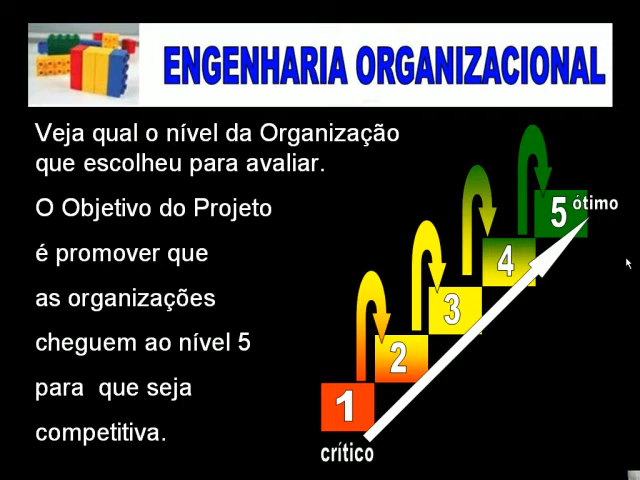 ENGENHARIA ORGANIZACIONAL
Veja qual o nível da Organização
que escolheu para avaliar.
O Objetivo do Projeto
é promover que
as organizações
cheguem ao nível 5
para que seja
competitiva.
5 ótimo
4
3
2
1
crítico